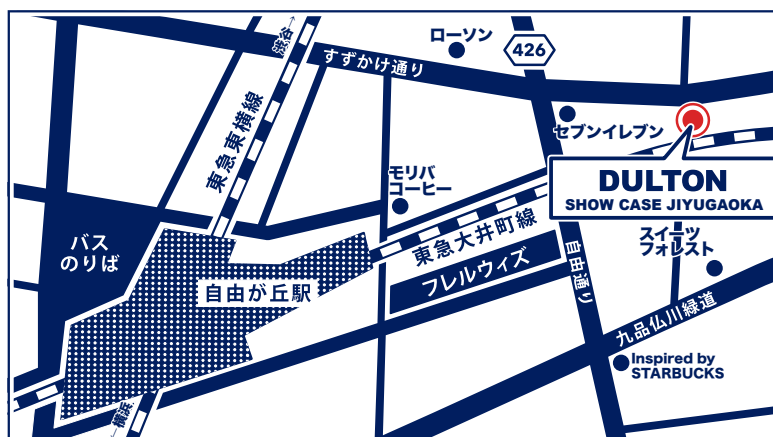 ←渋谷
ローソン
426
すずかけ通り
東急東横線
セブンイレブン
モリバ
コーヒー
DULTON
SHOW CASE JIYUGAOKA
バス
のりば
東急大井町線
スイーツ
フォレスト
自由が丘駅
フレルウィズ
自由通り
九品仏川緑道
Inspired by
STARBUCKS
←横浜